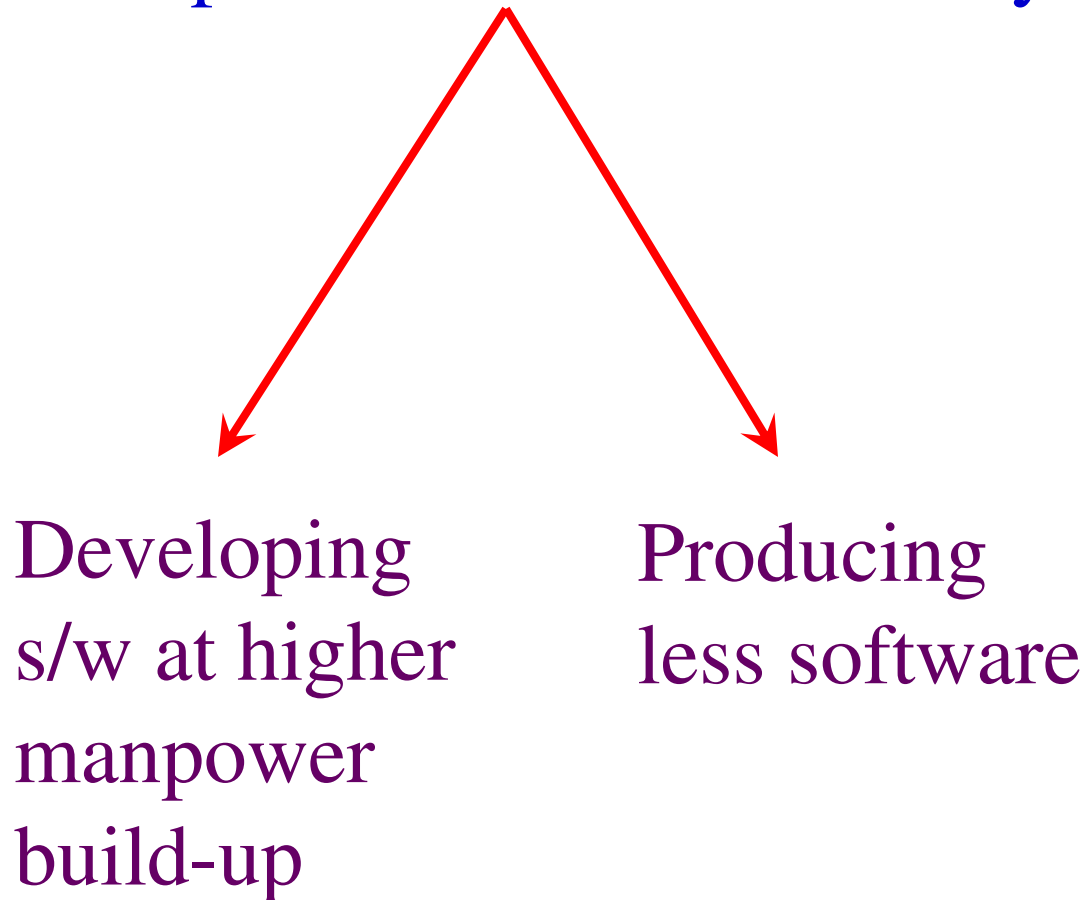 Developing
s/w at higher
manpower
build-up
Producing
less software